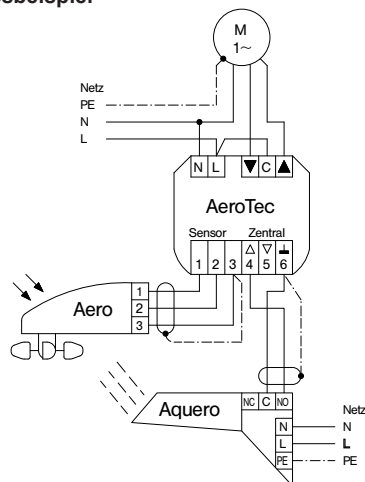 M
1~
Netz
PE
N
L
N L ▼ C ▲
AeroTec
Sensor Zentral
△ ▽ ⊥
1 2 3 4 5 6
1
Aero 2
3
NC C NO
Aquero
Netz
N N
L L
PE PE